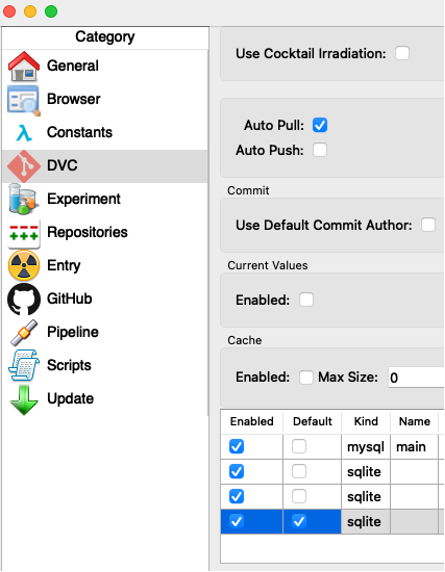 Category
General
Browser
Constants
DVC
Experiment
Repositories
Entry
GitHub
Pipeline
Scripts
Update
Use Cocktail Irradiation:
Auto Pull:
Auto Push:
Commit
Use Default Commit Author:
Current Values
Enabled:
Cache
Enabled: Max Size: 0
Enabled Default Kind Name
mysql main
sqlite
sqlite
sqlite